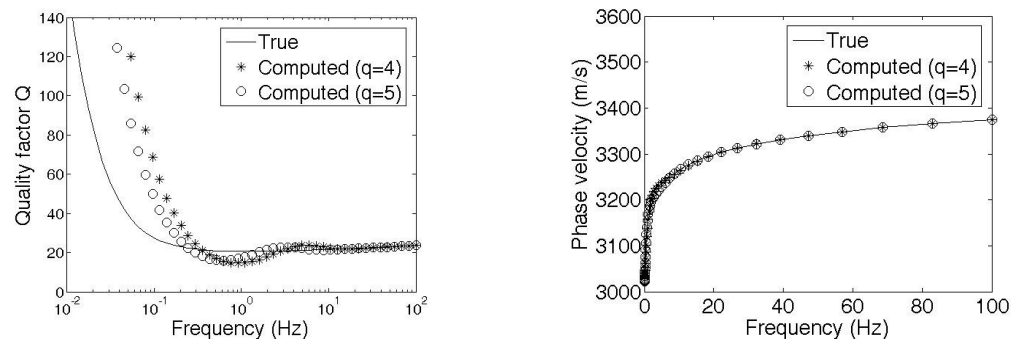 140
120
100
80
60
40
20
0
Quality factor Q
True
Computed (q=4)
Computed (q=5)
10^-2
10^-1
10^0
10^1
10^2
Frequency (Hz)
3600
3500
3400
3300
3200
3100
3000
Phase velocity (m/s)
True
Computed (q=4)
Computed (q=5)
0
20
40
60
80
100
Frequency (Hz)